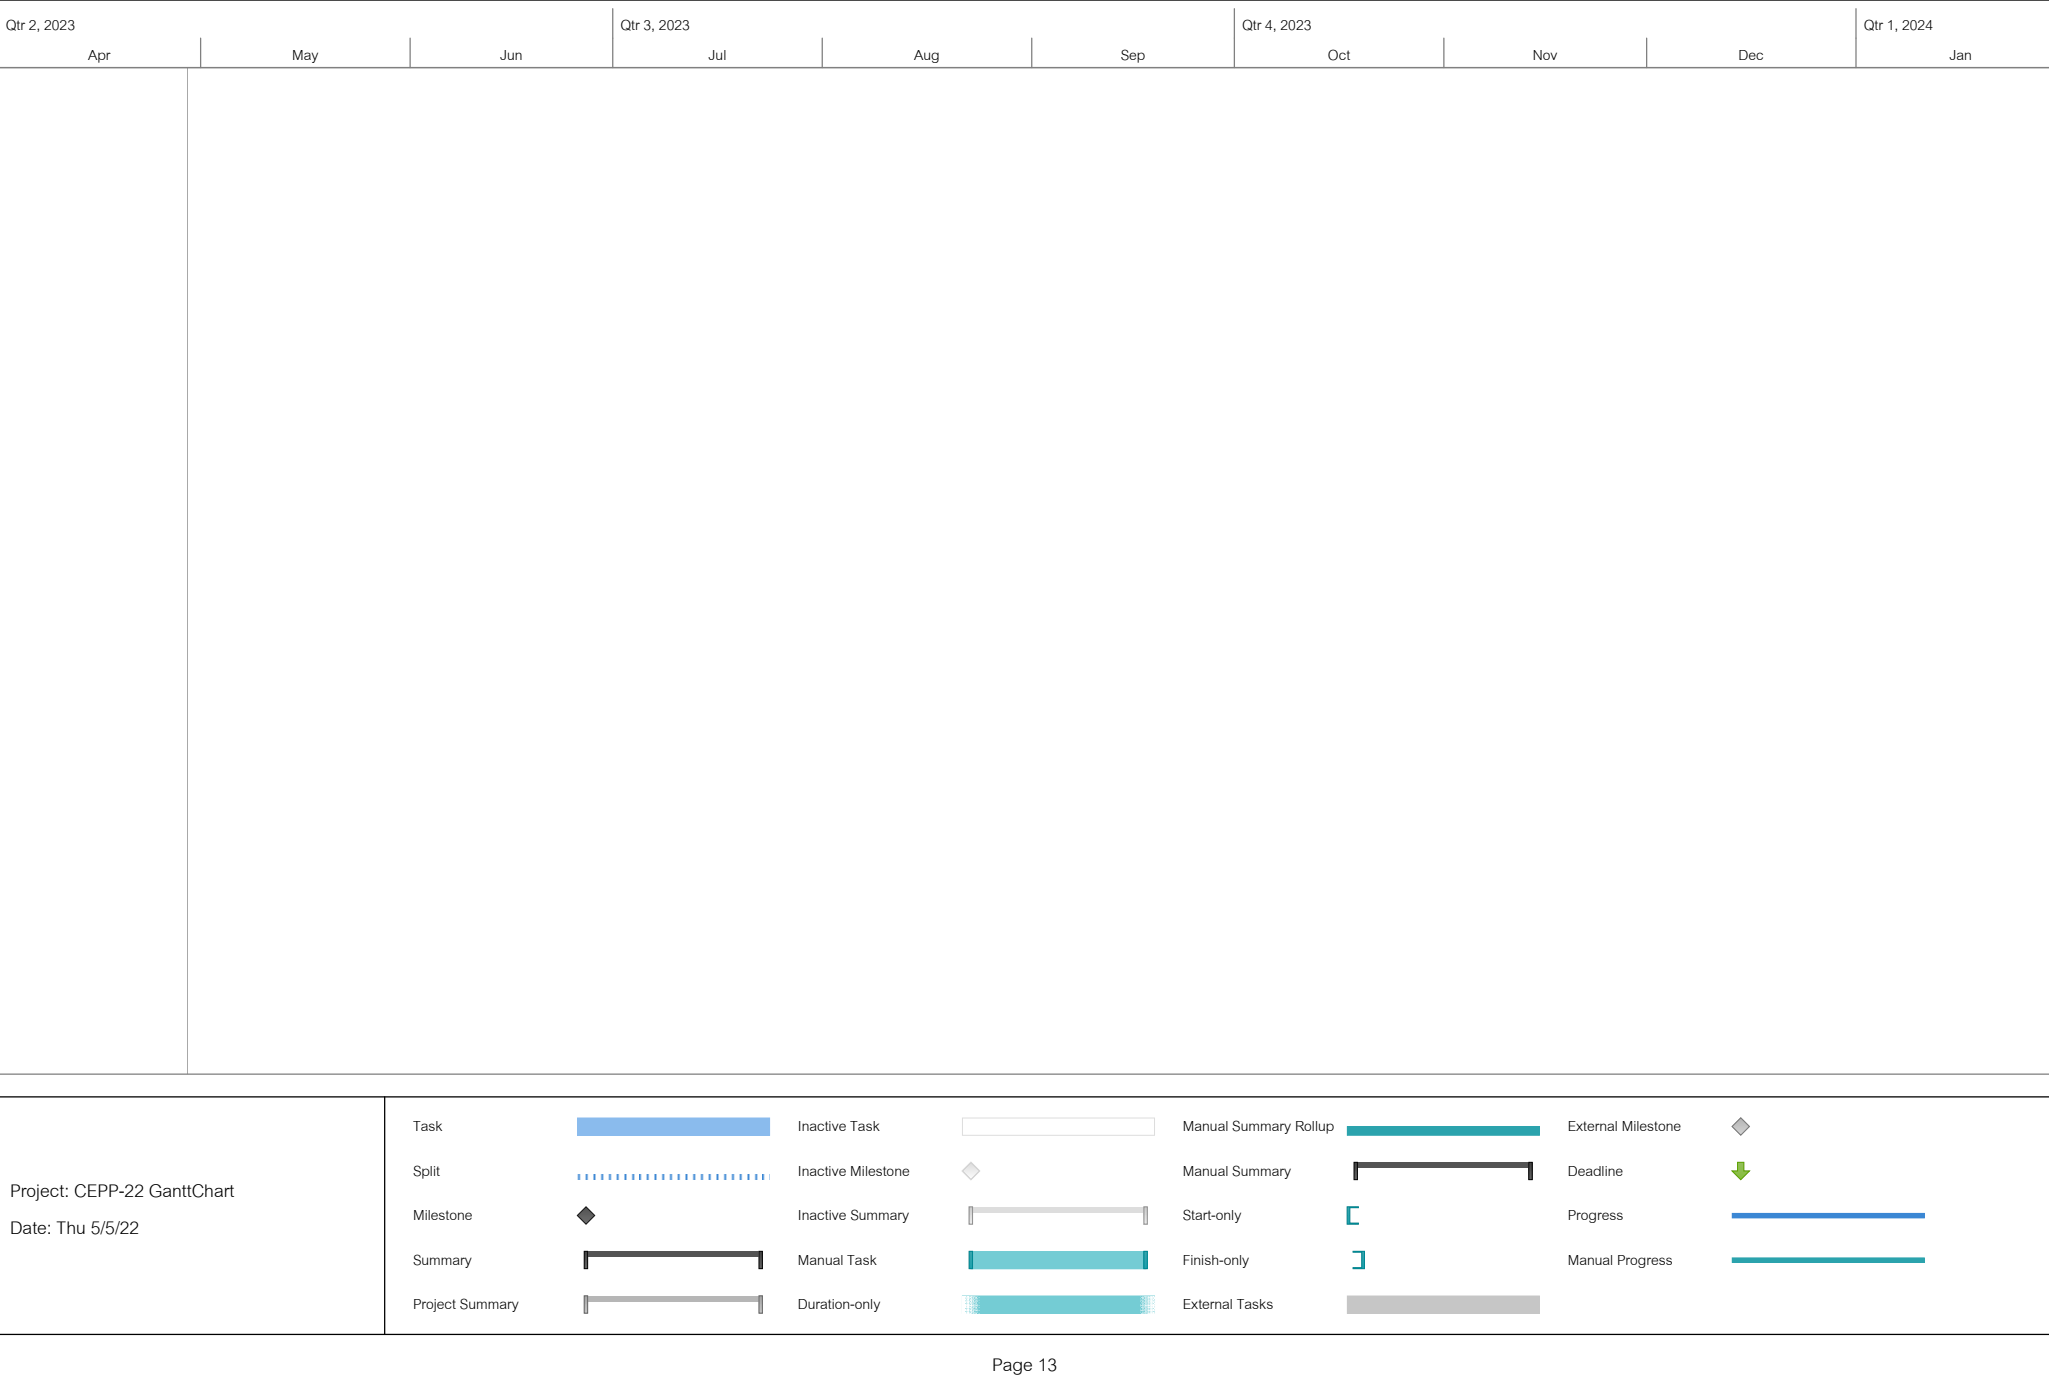 Qtr 2, 2023 Qtr 3, 2023 Qtr 4, 2023 Qtr 1, 2024
Apr May Jun Jul Aug Sep Oct Nov Dec Jan
Project: CEPP-22 GanttChart
Date: Thu 5/5/22
Task
Split
Milestone
Summary
Project Summary
Inactive Task
Inactive Milestone
Inactive Summary
Manual Task
Duration-only
Manual Summary Rollup
Manual Summary
Start-only
Finish-only
External Tasks
External Milestone
Deadline
Progress
Manual Progress
Page 13